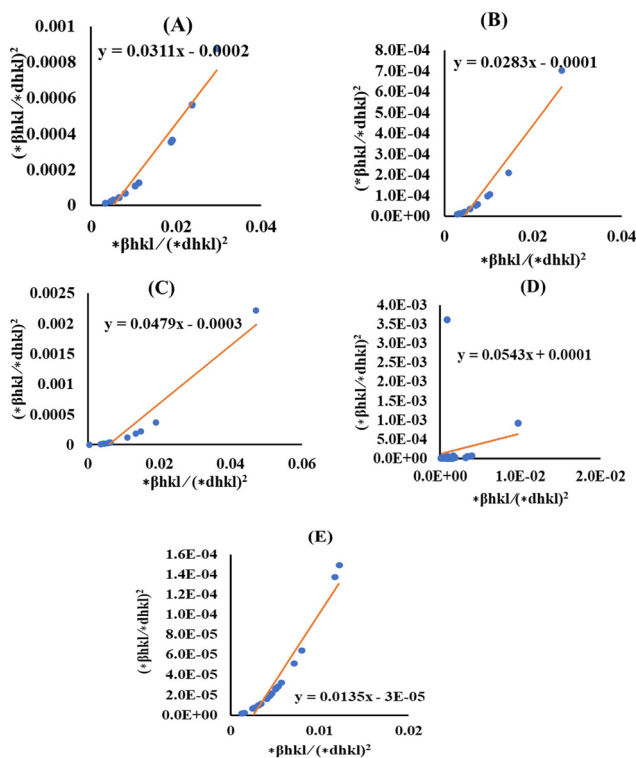 (A)
y = 0.0311x - 0.0002
0.001
0.0008
0.0006
0.0004
0.0002
0
(∗βhkl/∗dhkl)²
0
0.02
0.04
∗βhkl/(∗dhkl)²
(B)
y = 0.0283x - 0.0001
8.0E-04
7.0E-04
6.0E-04
5.0E-04
4.0E-04
3.0E-04
2.0E-04
1.0E-04
0.0E+00
(∗βhkl/∗dhkl)²
0
0.02
0.04
∗βhkl/(∗dhkl)²
(C)
y = 0.0479x - 0.0003
0.0025
0.002
0.0015
0.001
0.0005
0
(∗βhkl/∗dhkl)²
0
0.02
0.04
0.06
∗βhkl/(∗dhkl)²
(D)
y = 0.0543x + 0.0001
4.0E-03
3.5E-03
3.0E-03
2.5E-03
2.0E-03
1.5E-03
1.0E-03
5.0E-04
0.0E+00
(∗βhkl/∗dhkl)²
0.0E+00
1.0E-02
2.0E-02
∗βhkl/(∗dhkl)²
(E)
1.6E-04
1.4E-04
1.2E-04
1.0E-04
8.0E-05
6.0E-05
4.0E-05
2.0E-05
0.0E+00
(∗βhkl/∗dhkl)²
y = 0.0135x - 3E-05
0
0.01
0.02
∗βhkl/(∗dhkl)²